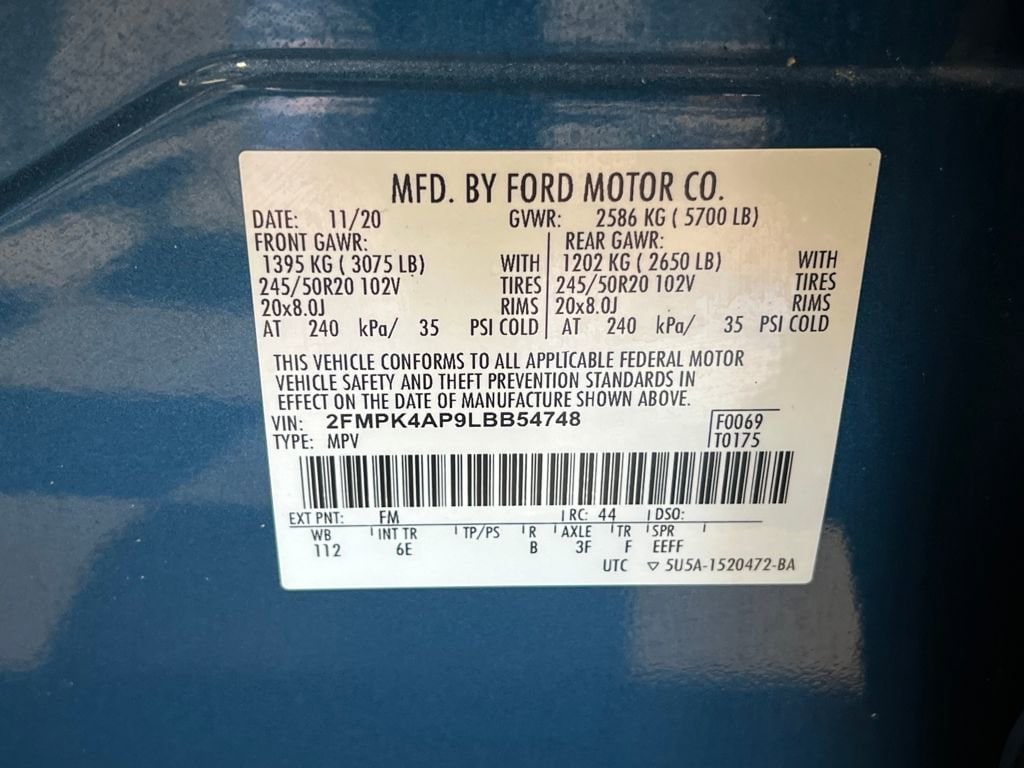 MFD. BY FORD MOTOR CO.
DATE: 11/20 GVWR: 2586 KG ( 5700 LB)
FRONT GAWR: REAR GAWR:
1395 KG ( 3075 LB) WITH 1202 KG ( 2650 LB) WITH
245/50R20 102V TIRES 245/50R20 102V TIRES
20x8.0J RIMS 20x8.0J RIMS
AT 240 kPa/ 35 PSI COLD AT 240 kPa/ 35 PSI COLD
THIS VEHICLE CONFORMS TO ALL APPLICABLE FEDERAL MOTOR
VEHICLE SAFETY AND THEFT PREVENTION STANDARDS IN
EFFECT ON THE DATE OF MANUFACTURE SHOWN ABOVE.
VIN: 2FMPK4AP9LBB54748 F0069
TYPE: MPV T0175
EXT PNT: FM RC: 44 DSO:
WB INT TR TP/PS R AXLE TR SPR
112 6E B 3F F EEFF
UTC ▽ 5U5A-1520472-BA